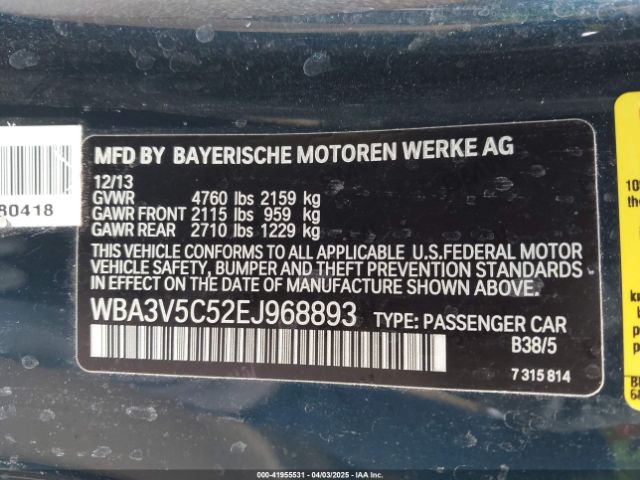 MFD BY BAYERISCHE MOTOREN WERKE AG
12/13
GVWR 4760 lbs 2159 kg
GAWR FRONT 2115 lbs 959 kg
GAWR REAR 2710 lbs 1229 kg
THIS VEHICLE CONFORMS TO ALL APPLICABLE U.S.FEDERAL MOTOR
VEHICLE SAFETY, BUMPER AND THEFT PREVENTION STANDARDS
IN EFFECT ON DATE OF MANUFACTURE SHOWN ABOVE.
WBA3V5C52EJ968893 TYPE: PASSENGER CAR
B38/5
7 315 814
80418
000-41955531 - 04/03/2025 - IAA Inc.